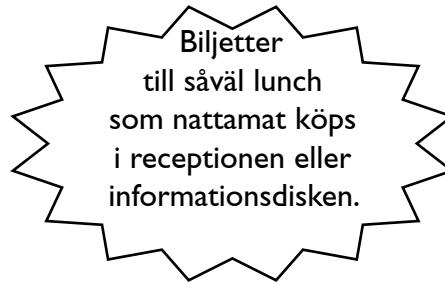 Biljetter
till såväl lunch
som nattamat köps
i receptionen eller
informationsdisken.